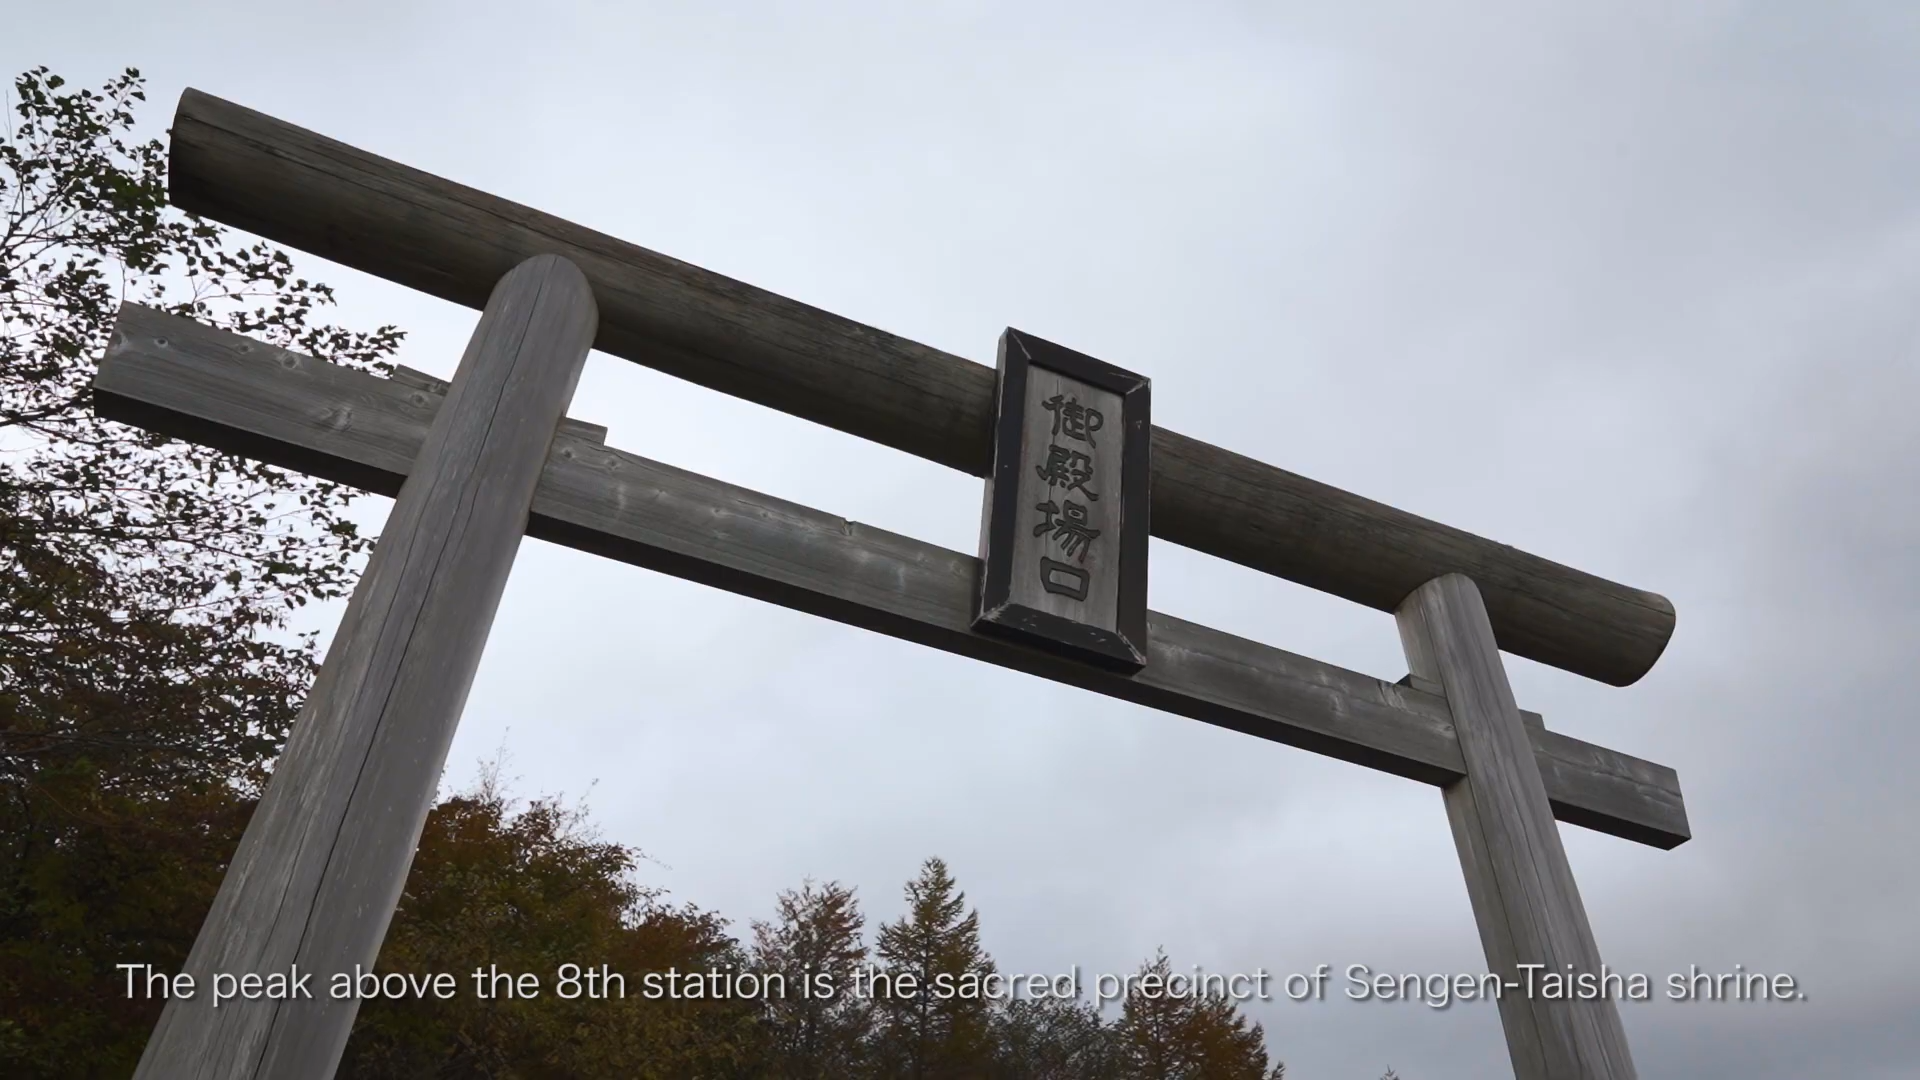 御殿場口
The peak above the 8th station is the sacred precinct of Sengen-Taisha shrine.